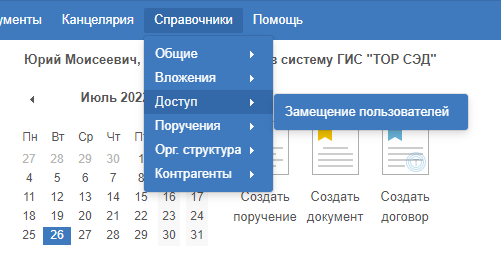 ументы Канцелярия Справочники Помощь
Юрий Моисеевич, в систему ГИС "ТОР СЭД"
Общие
Вложения
Доступ
Поручения
Орг. структура
Контрагенты
Замещение пользователей
Июль 2022
Пн Вт Ср Чт Пт
27 28 29 30 1
4 5 6 7 8
11 12 13 14 15 16 17
18 19 20 21 22 23 24
25 26 27 28 29 30 31
Создать поручение
Создать документ
Создать договор